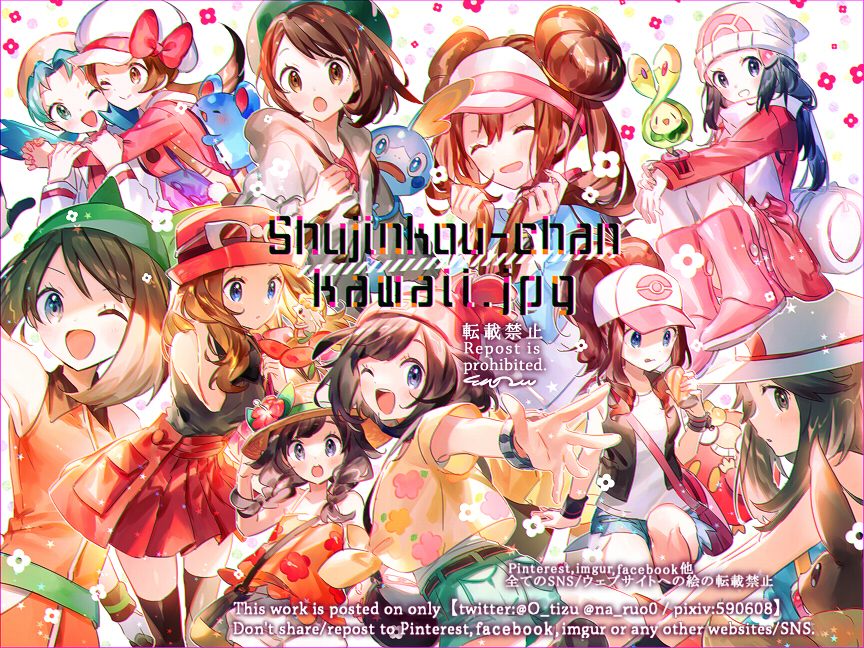 Shujinkou-chan
kawaii.jpg
転載禁止
Repost is
prohibited.
Pinterest,imgur,facebook他
全てのSNS/ウェブサイトへの絵の転載禁止
This work is posted on only【twitter:@O_tizu @na_ruo0 / pixiv:590608】
Don't share/repost to Pinterest,facebook,imgur or any other websites/SNS.